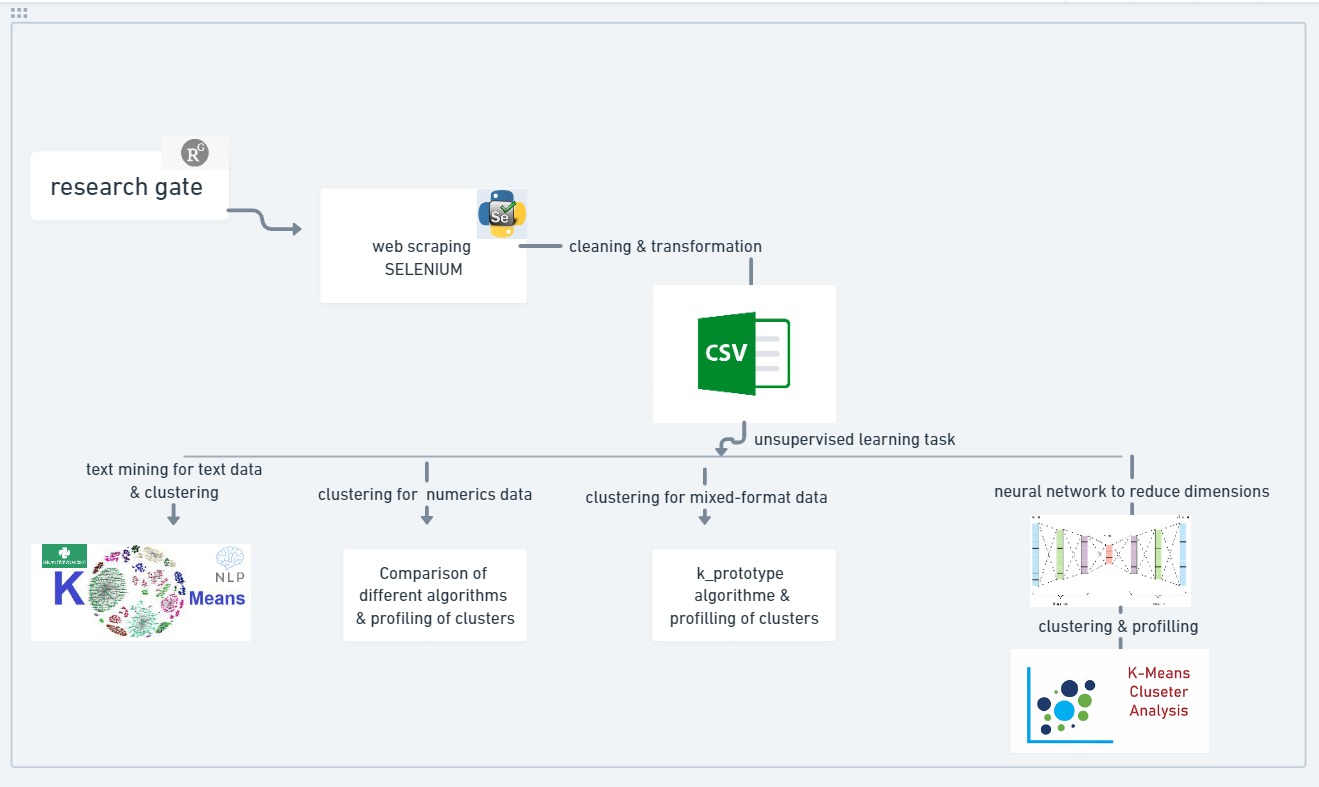 RG
research gate
Se
web scraping
SELENIUM
cleaning & transformation
CSV
unsupervised learning task
text mining for text data
& clustering
clustering for numerics data
clustering for mixed-format data
neural network to reduce dimensions
K
Means
NLP
Comparison of
different algorithms
& profiling of clusters
k_prototype
algorithme &
profilling of clusters
clustering & profilling
K-Means
Cluseter
Analysis